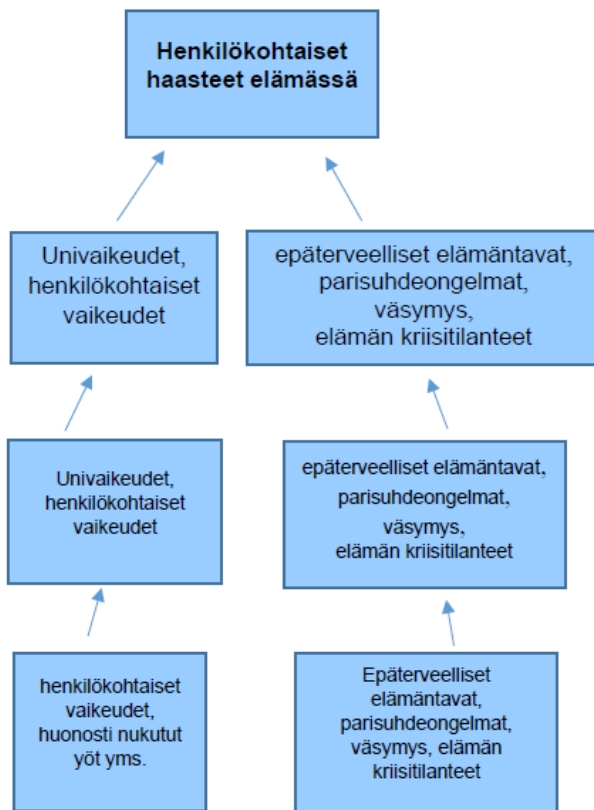 Henkilökohtaiset
haasteet elämässä
Univaikeudet,
henkilökohtaiset
vaikeudet
epäterveelliset elämäntavat,
parisuhdeongelmat,
väsymys,
elämän kriisitilanteet
Univaikeudet,
henkilökohtaiset
vaikeudet
epäterveelliset elämäntavat,
parisuhdeongelmat,
väsymys,
elämän kriisitilanteet
henkilökohtaiset
vaikeudet,
huonosti nukutut
yöt yms.
Epäterveelliset
elämäntavat,
parisuhdeongelmat,
väsymys, elämän
kriisitilanteet